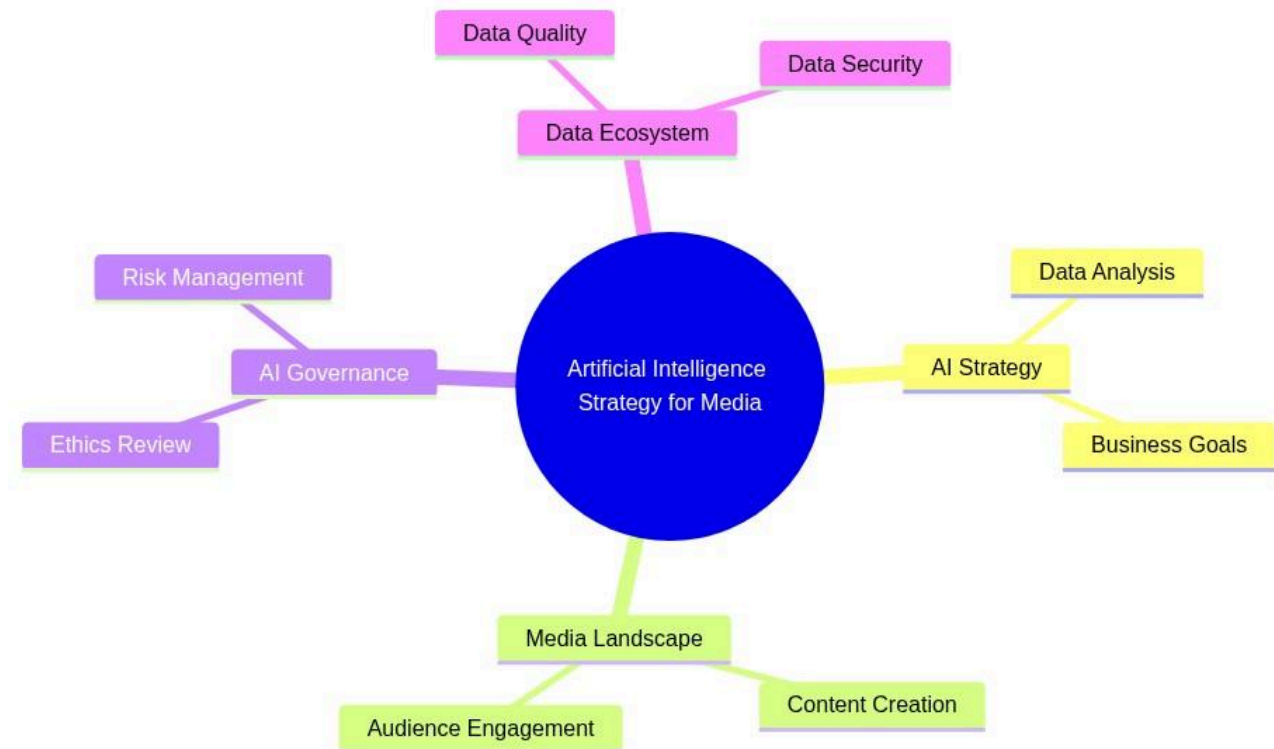 Data Quality
Data Security
Data Ecosystem
Risk Management
Data Analysis
AI Governance
Artificial Intelligence
Strategy for Media
AI Strategy
Ethics Review
Business Goals
Media Landscape
Content Creation
Audience Engagement